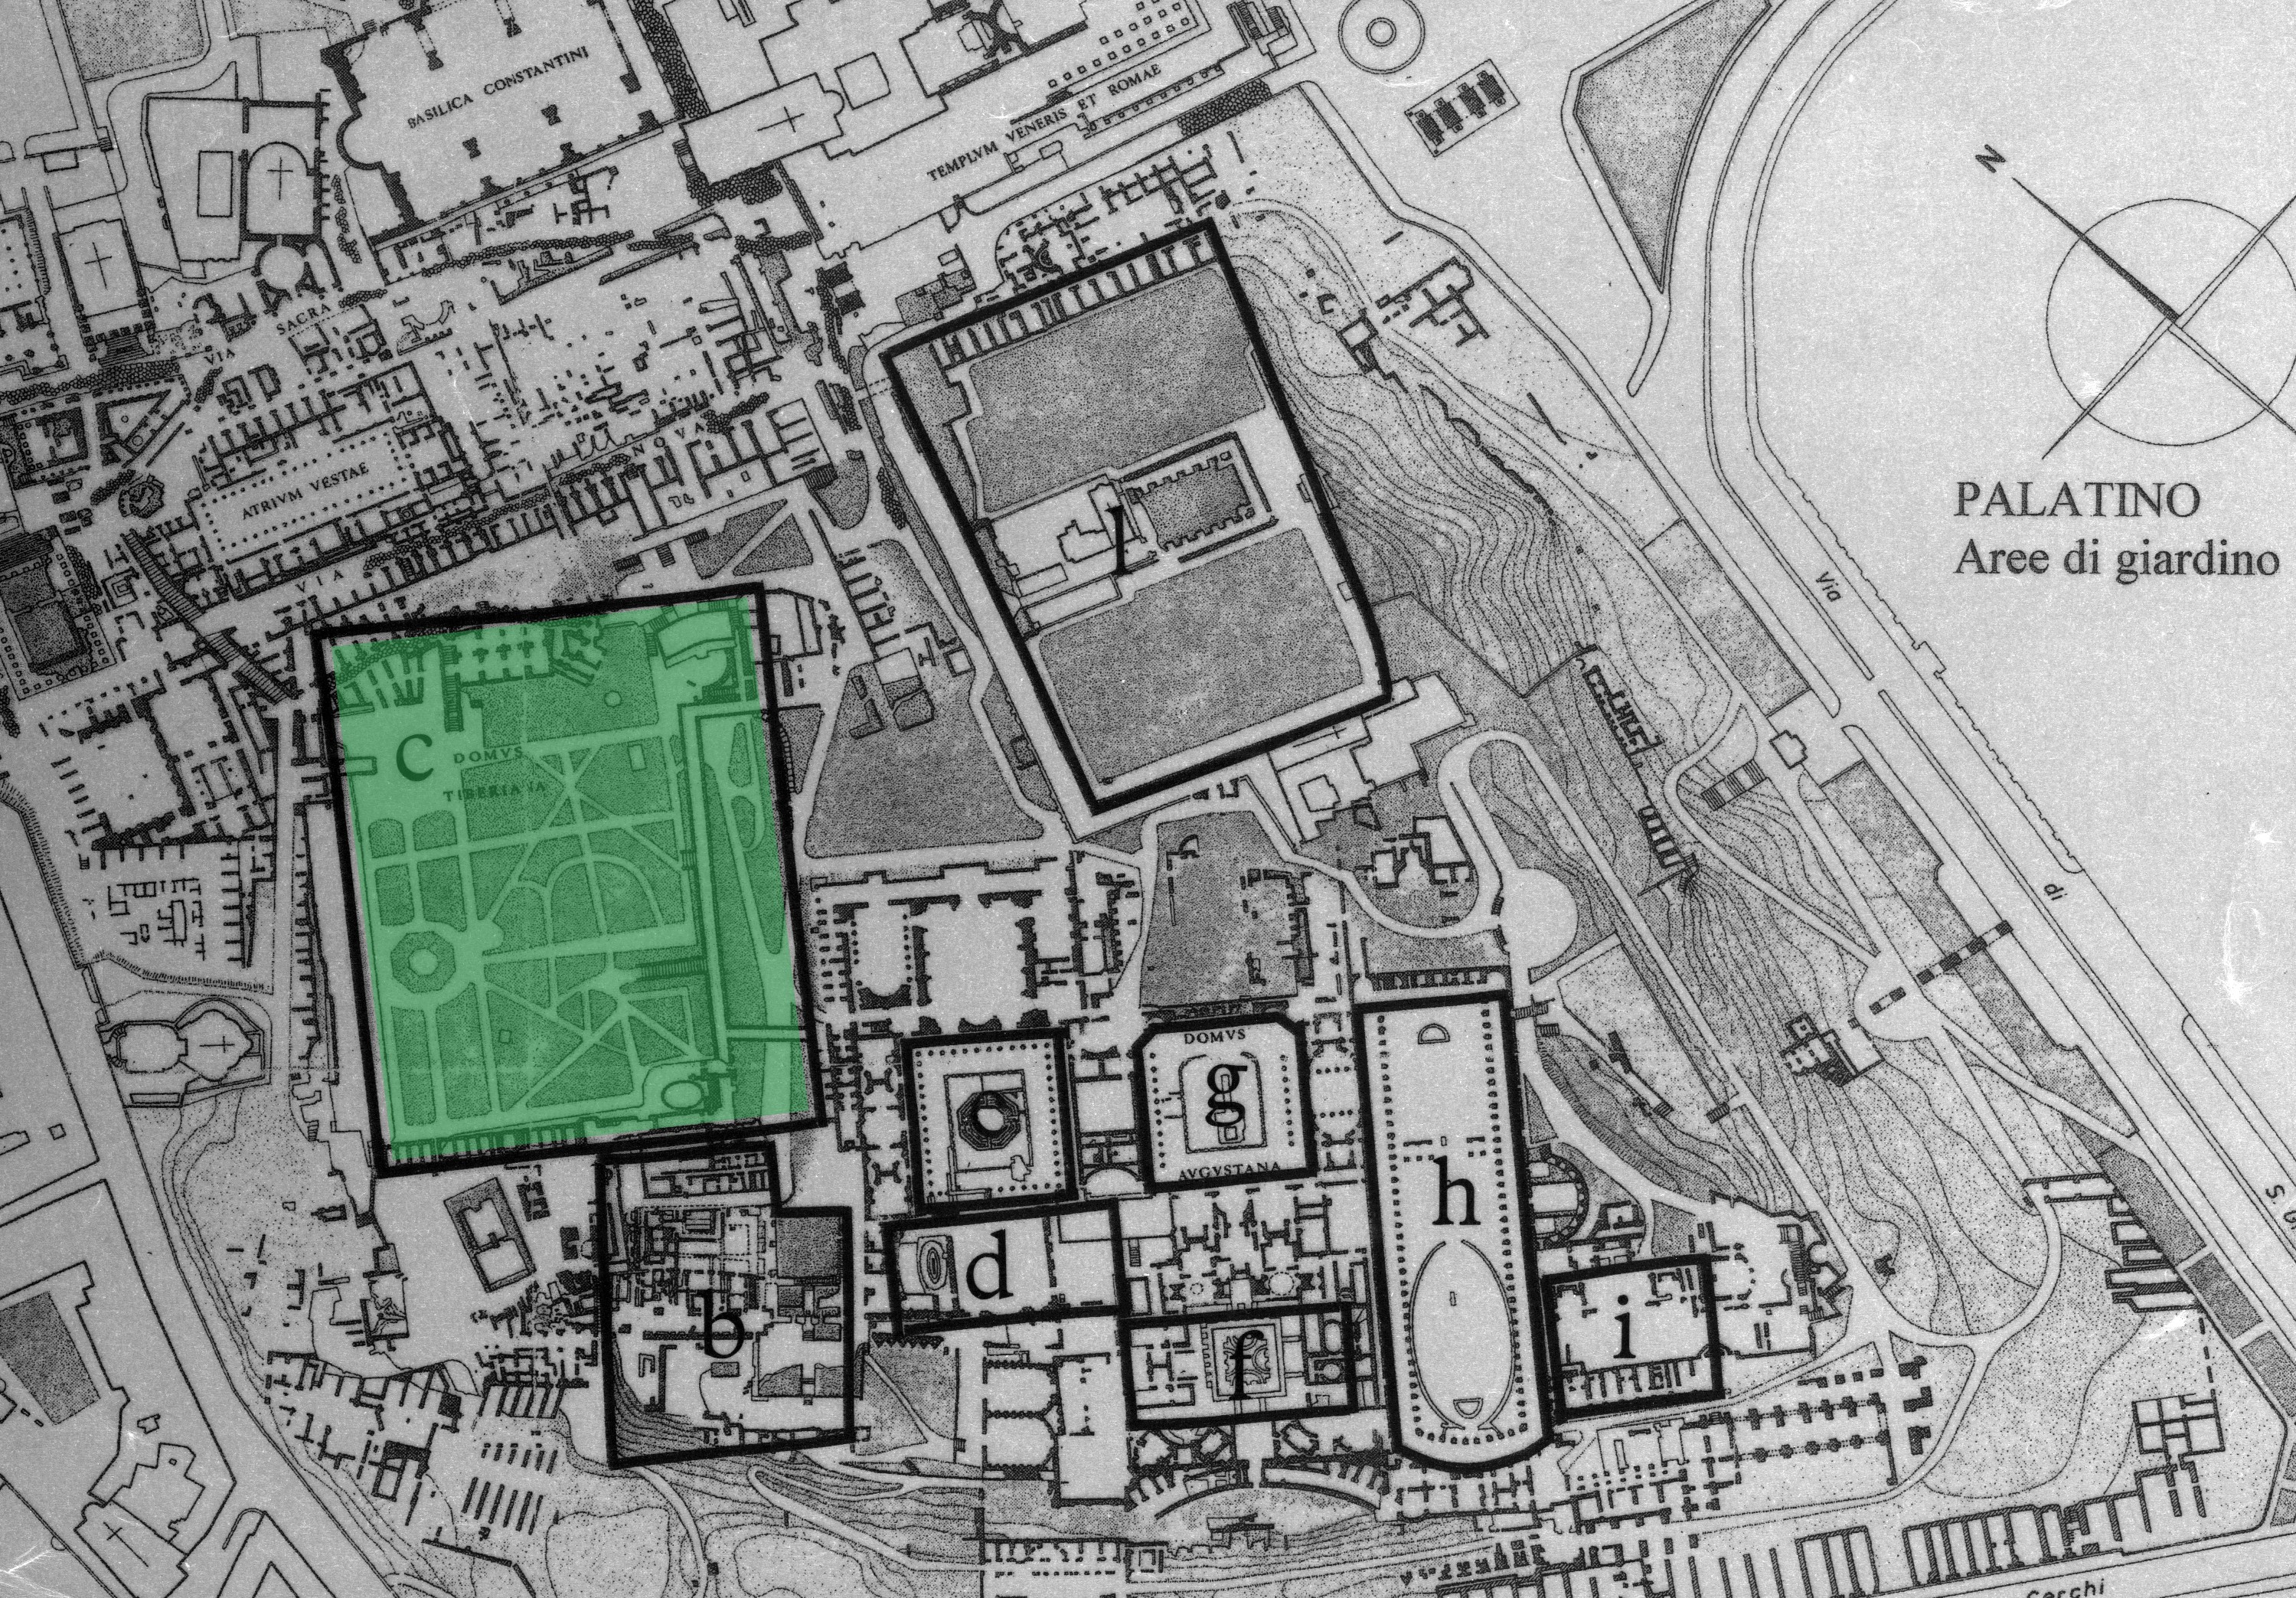 BASILICA CONSTANTINI
TEMPLVM VENERIS ET ROMAE
N
VIA SACRA
PALATINO
Aree di giardino
ATRIVM VESTAE
VIA NOVA
l
Via
di
S
c
DOMVS
TIBERIANA
DOMVS
g
AVGVSTANA
h
d
b
f
i
Cerchi